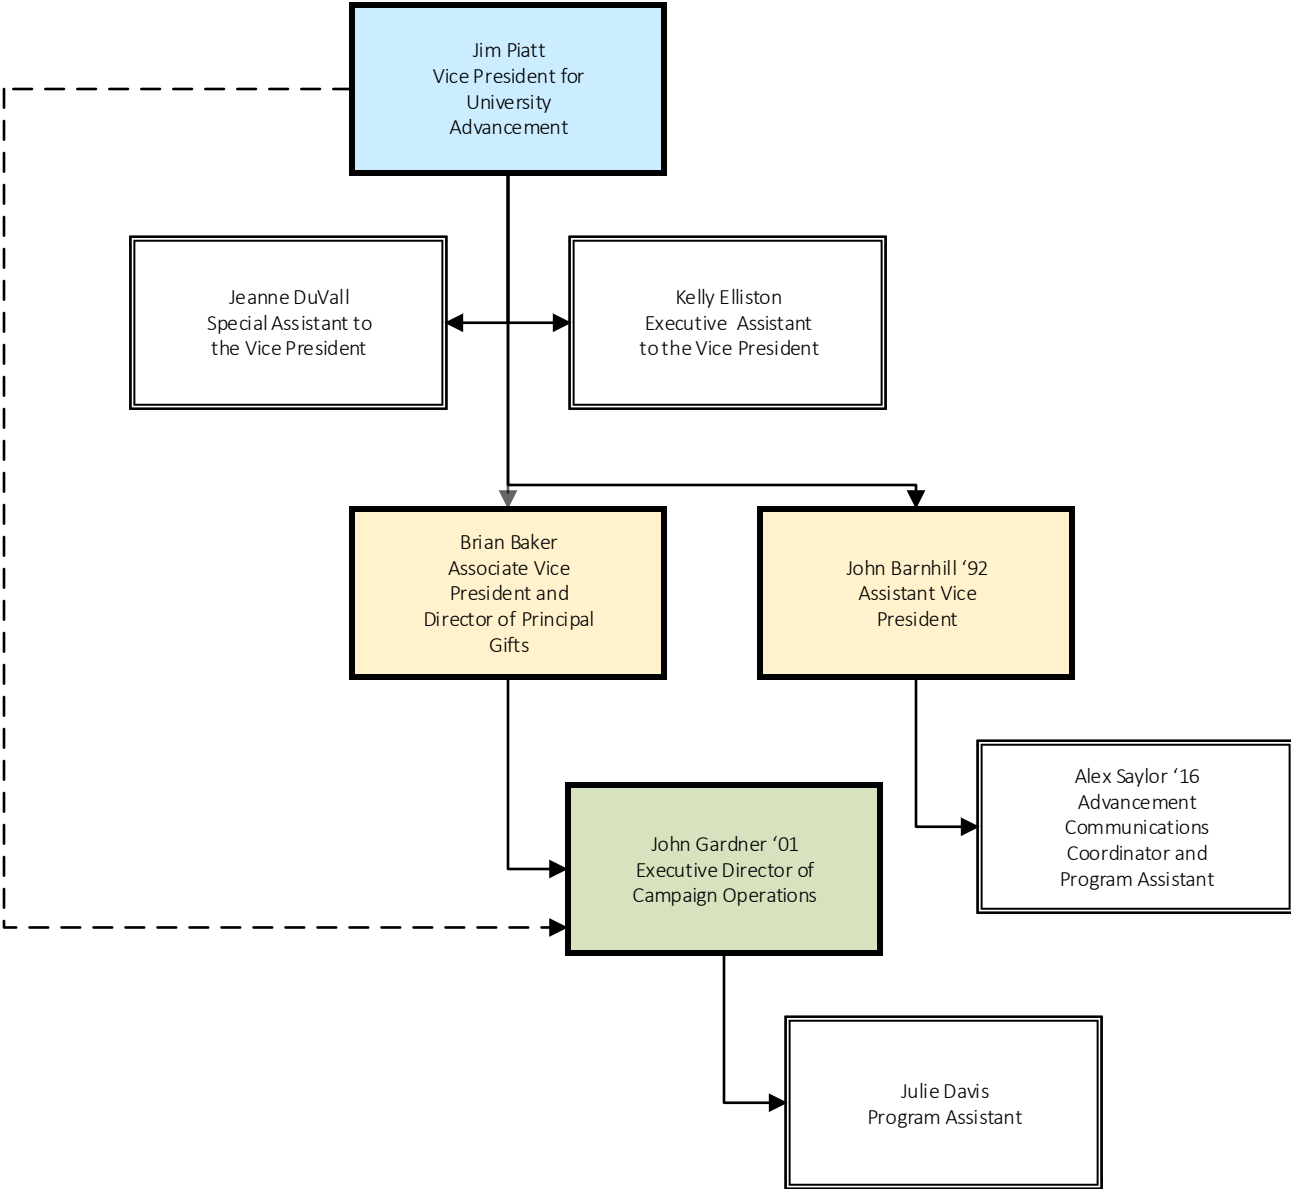 Jim Piatt
Vice President for
University
Advancement
Jeanne DuVall
Special Assistant to
the Vice President
Kelly Elliston
Executive Assistant
to the Vice President
Brian Baker
Associate Vice
President and
Director of Principal
Gifts
John Barnhill ‘92
Assistant Vice
President
Alex Saylor ‘16
Advancement
Communications
Coordinator and
Program Assistant
John Gardner ‘01
Executive Director of
Campaign Operations
Julie Davis
Program Assistant